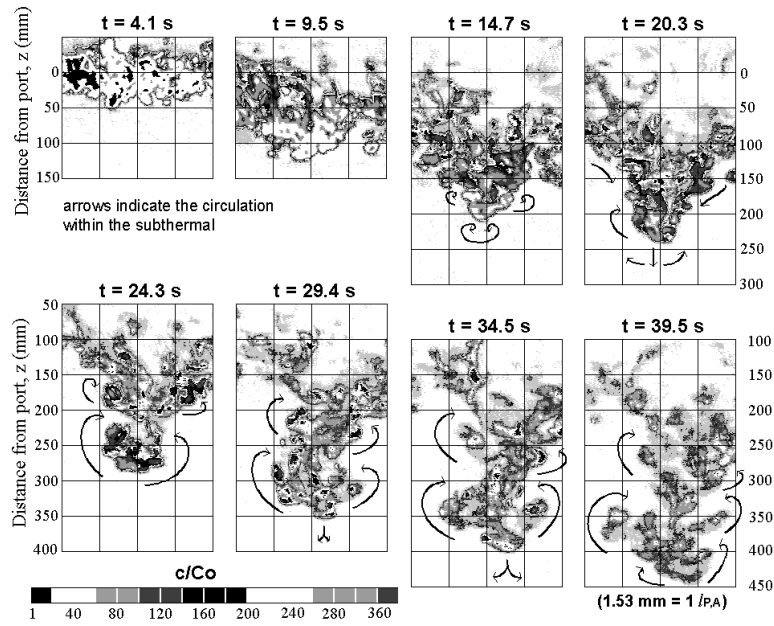 t = 4.1 s
t = 9.5 s
t = 14.7 s
t = 20.3 s
Distance from port, z (mm)
0
50
100
150
0
50
100
150
200
250
300
arrows indicate the circulation
within the subthermal
t = 24.3 s
t = 29.4 s
t = 34.5 s
t = 39.5 s
Distance from port, z (mm)
50
100
150
200
250
300
350
400
100
150
200
250
300
350
400
450
c/Co
1 40 80 120 160 200 240 280 320 360
(1.53 mm = 1 lP,A)